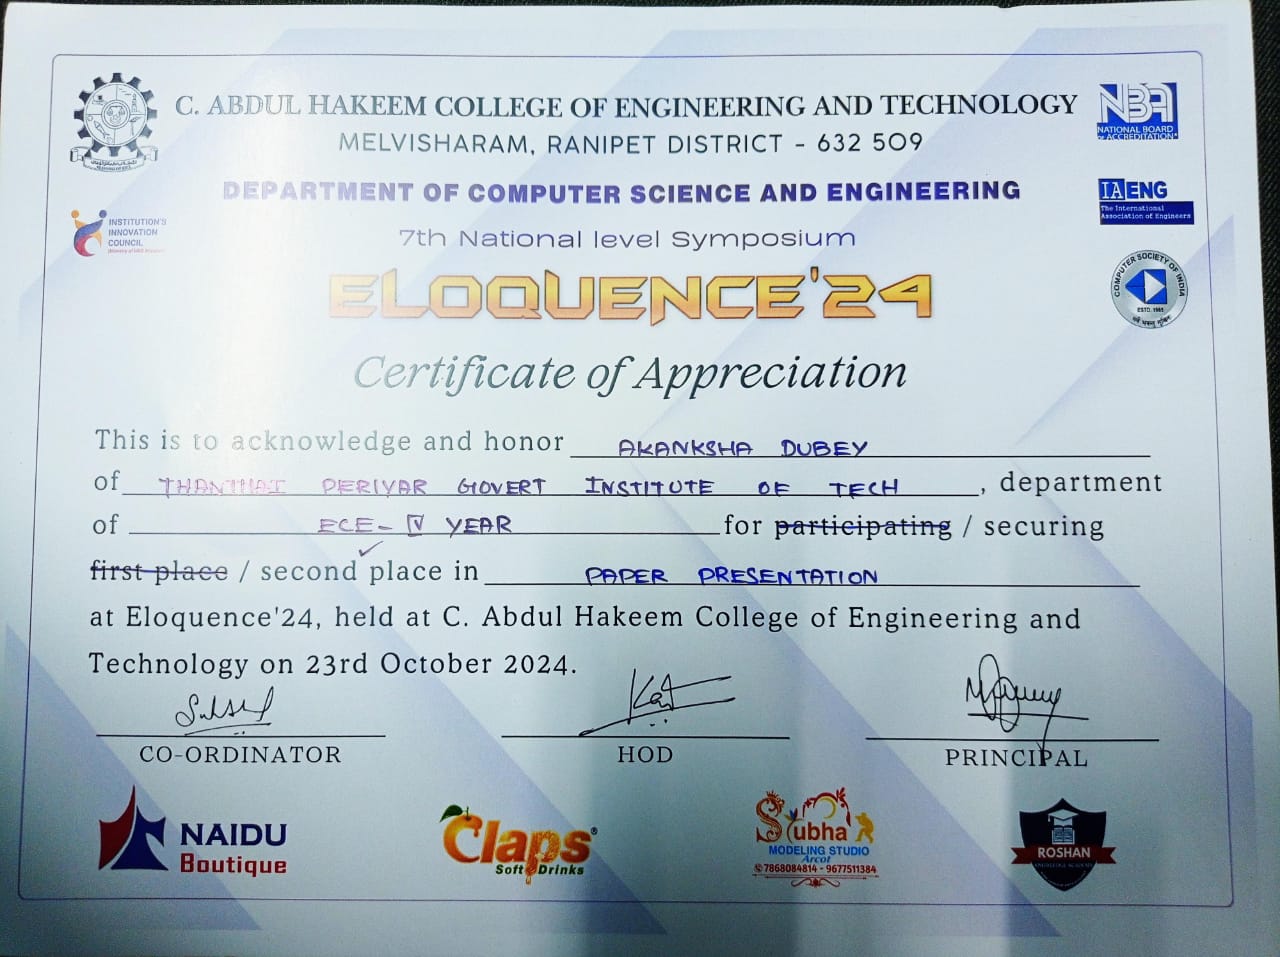 C. ABDUL HAKEEM COLLEGE OF ENGINEERING AND TECHNOLOGY
MELVISHARAM, RANIPET DISTRICT - 632 509
NBA
NATIONAL BOARD
of ACCREDITATION
DEPARTMENT OF COMPUTER SCIENCE AND ENGINEERING
IAENG
The International
Association of Engineers
INSTITUTION'S
INNOVATION
COUNCIL
7th National level Symposium
ELOQUENCE'24
COMPUTER SOCIETY OF INDIA
ESTD. 1965
Certificate of Appreciation
This is to acknowledge and honor AKANKSHA DUBEY
of THANTHAI PERIYAR GOVERT INSTITUTE OF TECH, department
of ECE- IV YEAR for participating / securing
first place / second place in PAPER PRESENTATION
at Eloquence'24, held at C. Abdul Hakeem College of Engineering and
Technology on 23rd October 2024.
CO-ORDINATOR
HOD
PRINCIPAL
NAIDU
Boutique
Claps®
Soft Drinks
Subha
MODELING STUDIO
Arcot
7868084814 - 9677511384
ROSHAN